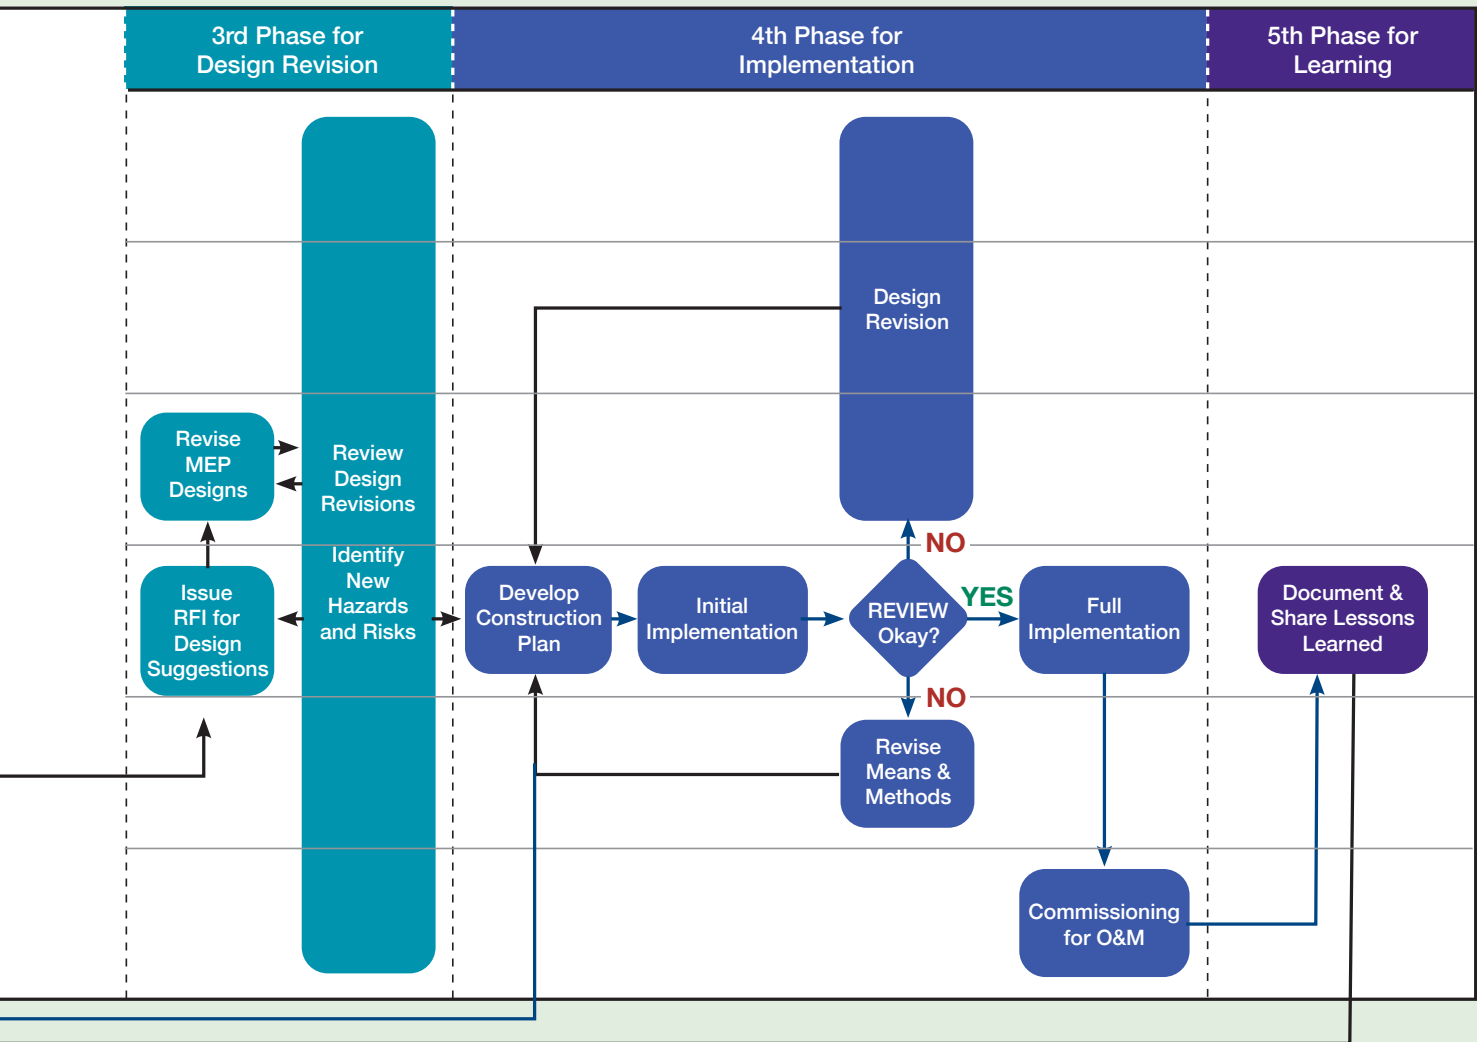 3rd Phase for
Design Revision
4th Phase for
Implementation
5th Phase for
Learning
Design
Revision
Revise
MEP
Designs
Review
Design
Revisions
Identify
New
Hazards
and Risks
Issue
RFI for
Design
Suggestions
Develop
Construction
Plan
Initial
Implementation
REVIEW
Okay?
NO
YES
NO
Full
Implementation
Document &
Share Lessons
Learned
Revise
Means &
Methods
Commissioning
for O&M